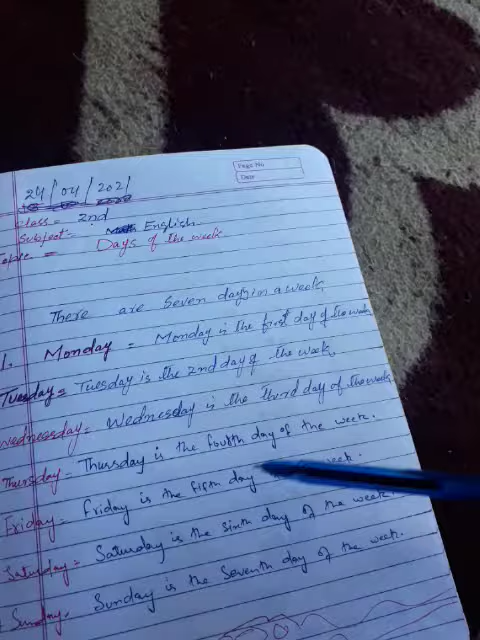 Page No
Date
24/04/2021
Class = 2nd
Subject = English
Topic = Days of the week
There are Seven days in a week
1. Monday = Monday is the first day of the week
Tuesday = Tuesday is the 2nd day of the week
Wednesday = Wednesday is the third day of the week
Thursday = Thursday is the fourth day of the week.
Friday = Friday is the fifth day week.
Saturday = Saturday is the sixth day of the week.
Sunday. Sunday is the Seventh day of the week.